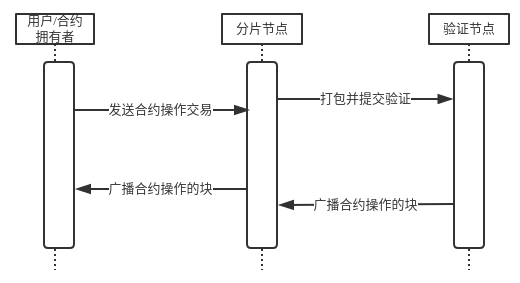 用户/合约
拥有者
分片节点
验证节点
打包并提交验证
发送合约操作交易
广播合约操作的块
广播合约操作的块